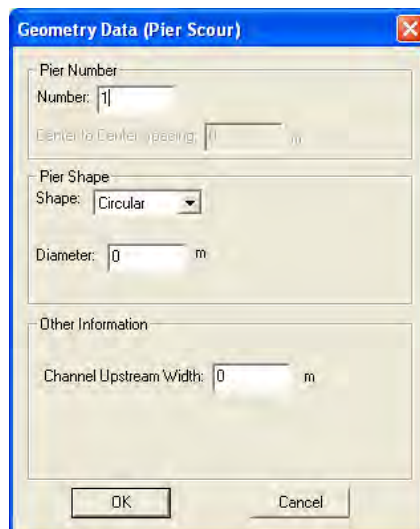 Geometry Data (Pier Scour)
Pier Number
Number: 1
Center to Center spacing: 0 m
Pier Shape
Shape: Circular
Diameter: 0 m
Other Information
Channel Upstream Width: 0 m
OK Cancel